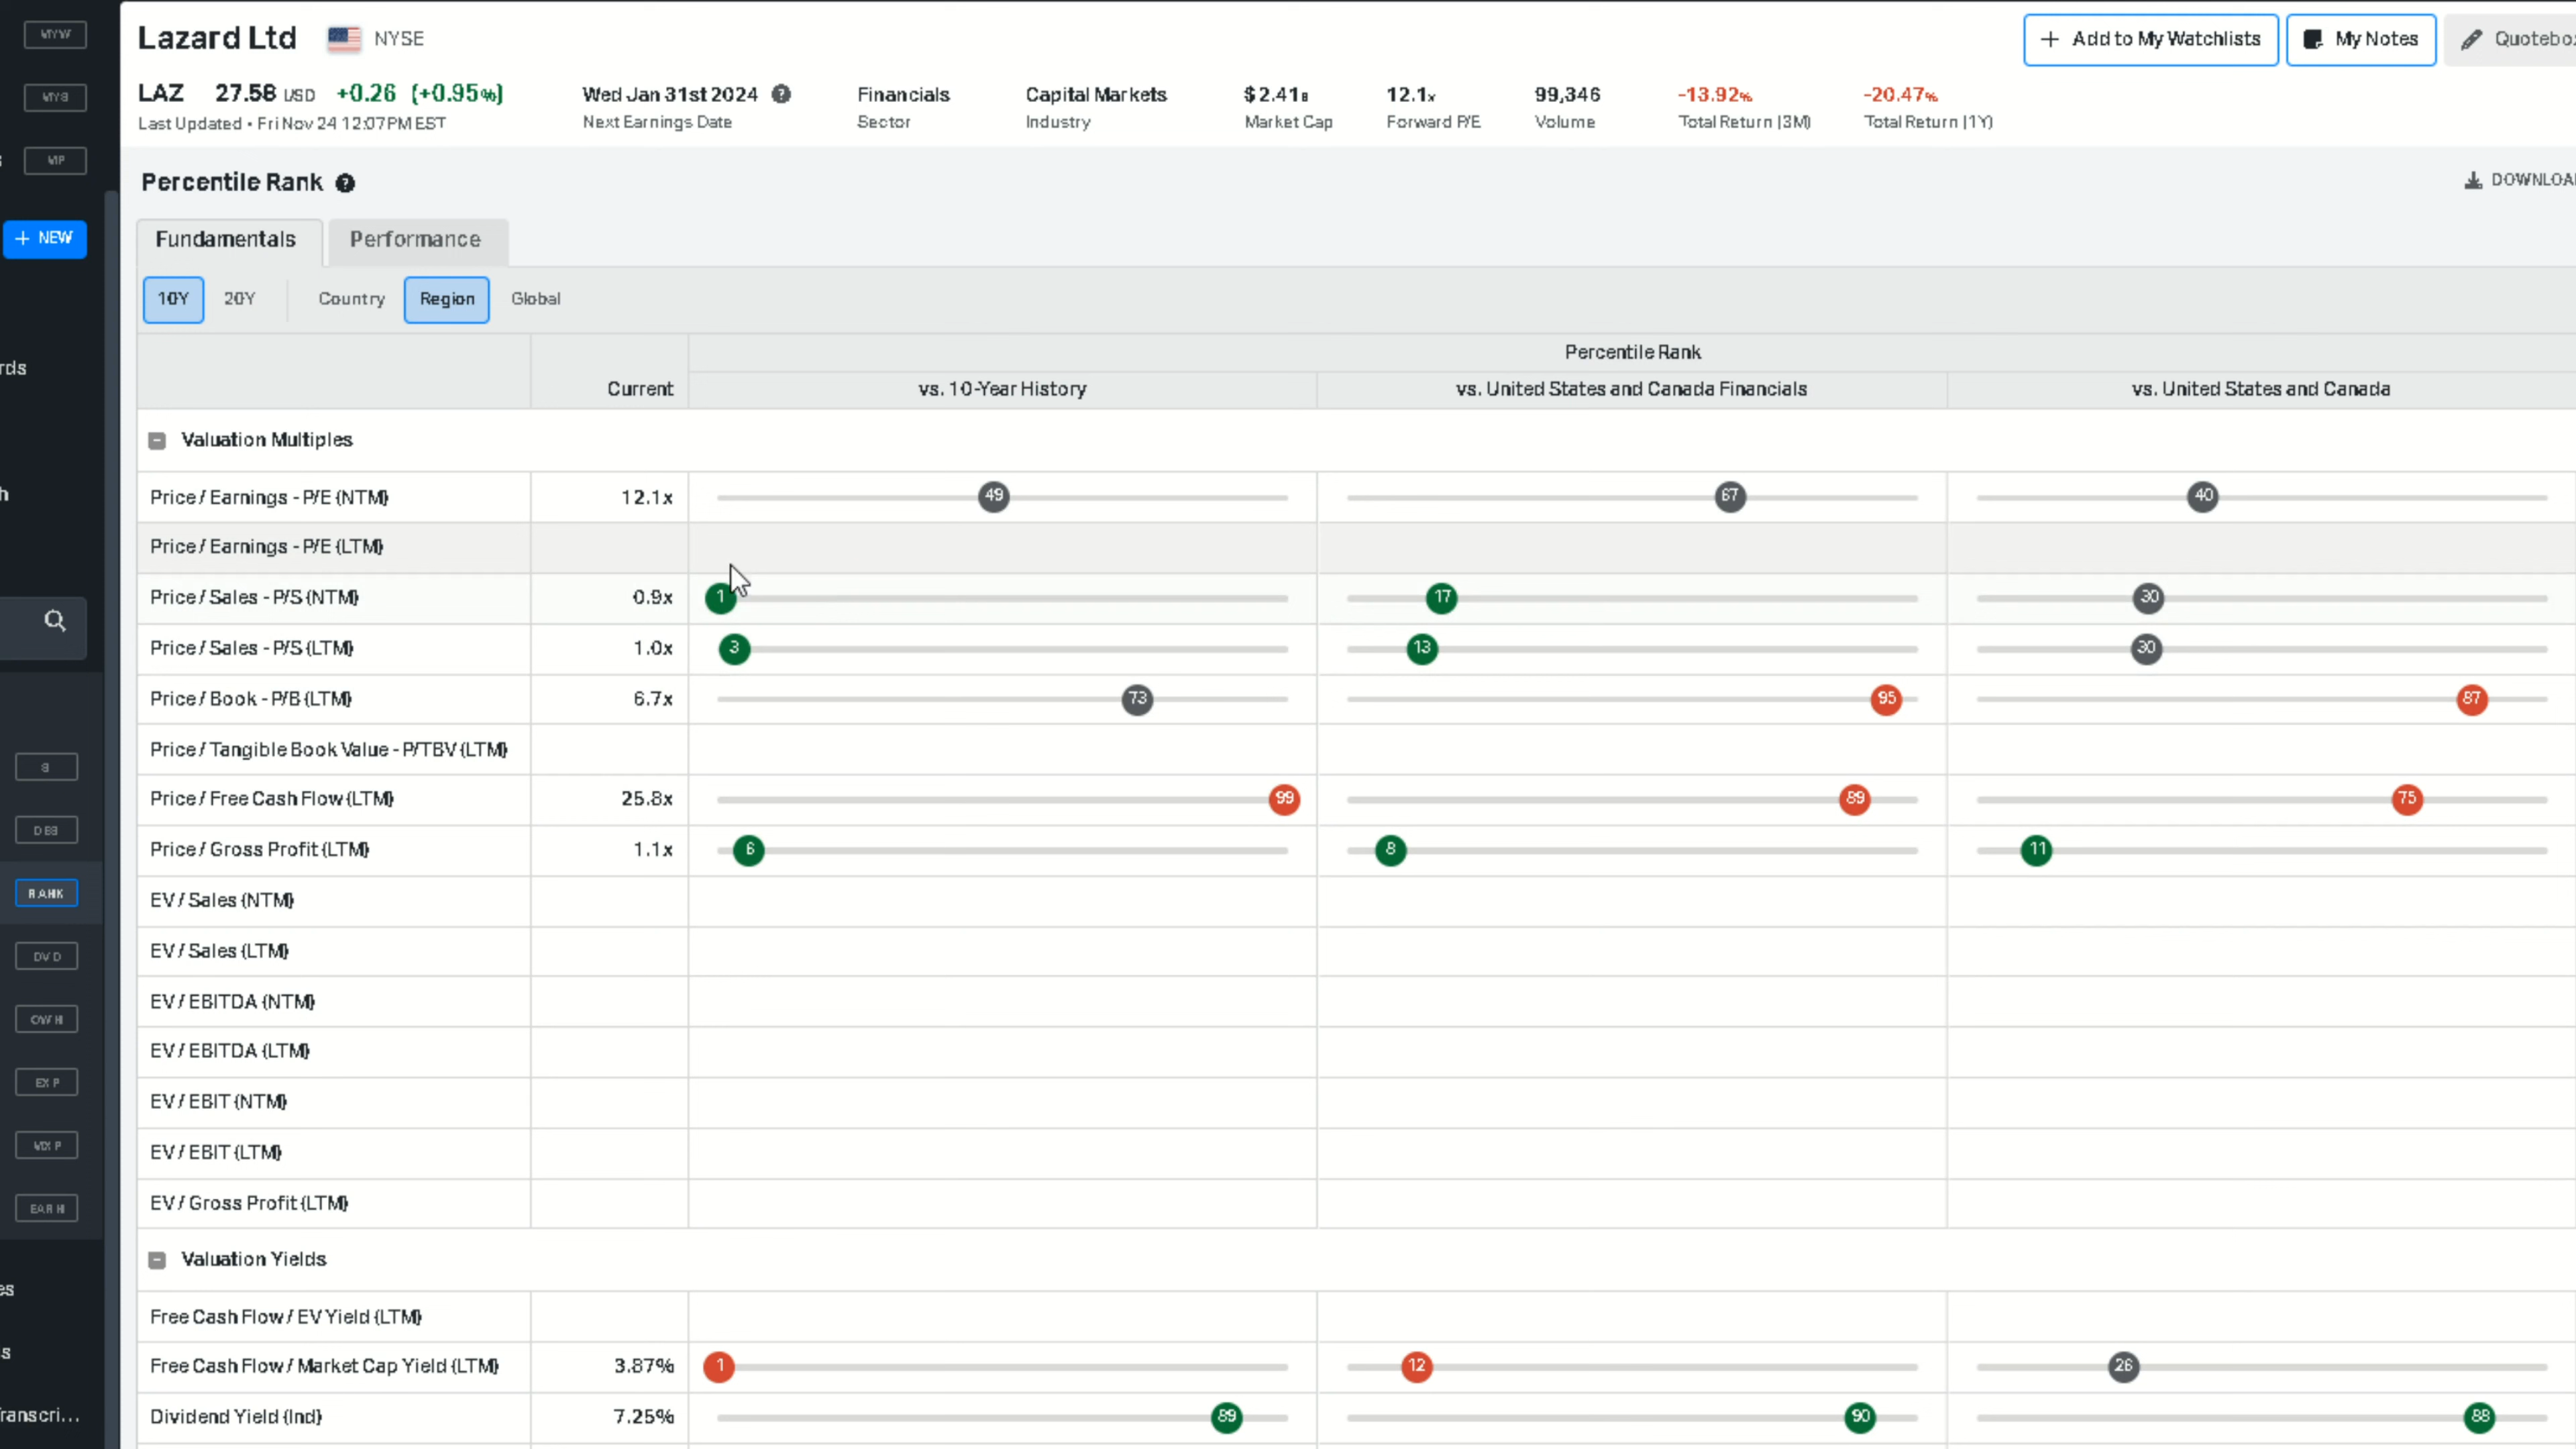 Lazard Ltd NYSE + Add to My Watchlists My Notes
LAZ 27.58 USD +0.26 (+0.95%) Wed Jan 31st 2024 ? Financials Capital Markets $2.41B 12.1x 99,346 -13.92% -20.47%
Last Updated • Fri Nov 24 12:07PM EST Next Earnings Date Sector Industry Market Cap Forward P/E Volume Total Return (3M) Total Return (1Y)
Percentile Rank ?
Fundamentals Performance
10Y 20Y Country Region Global
Percentile Rank
Current vs. 10-Year History vs. United States and Canada Financials vs. United States and Canada
Valuation Multiples
Price / Earnings - P/E (NTM) 12.1x 49 67 40
Price / Earnings - P/E (LTM)
Price / Sales - P/S (NTM) 0.9x 1 17 30
Price / Sales - P/S (LTM) 1.0x 3 13 30
Price / Book - P/B (LTM) 6.7x 73 95 87
Price / Tangible Book Value - P/TBV (LTM)
Price / Free Cash Flow (LTM) 25.8x 99 89 75
Price / Gross Profit (LTM) 1.1x 6 8 11
EV / Sales (NTM)
EV / Sales (LTM)
EV / EBITDA (NTM)
EV / EBITDA (LTM)
EV / EBIT (NTM)
EV / EBIT (LTM)
EV / Gross Profit (LTM)
Valuation Yields
Free Cash Flow / EV Yield (LTM)
Free Cash Flow / Market Cap Yield (LTM) 3.87% 1 12 26
Dividend Yield (Ind) 7.25% 89 90 88
+ NEW
RANK
DVD